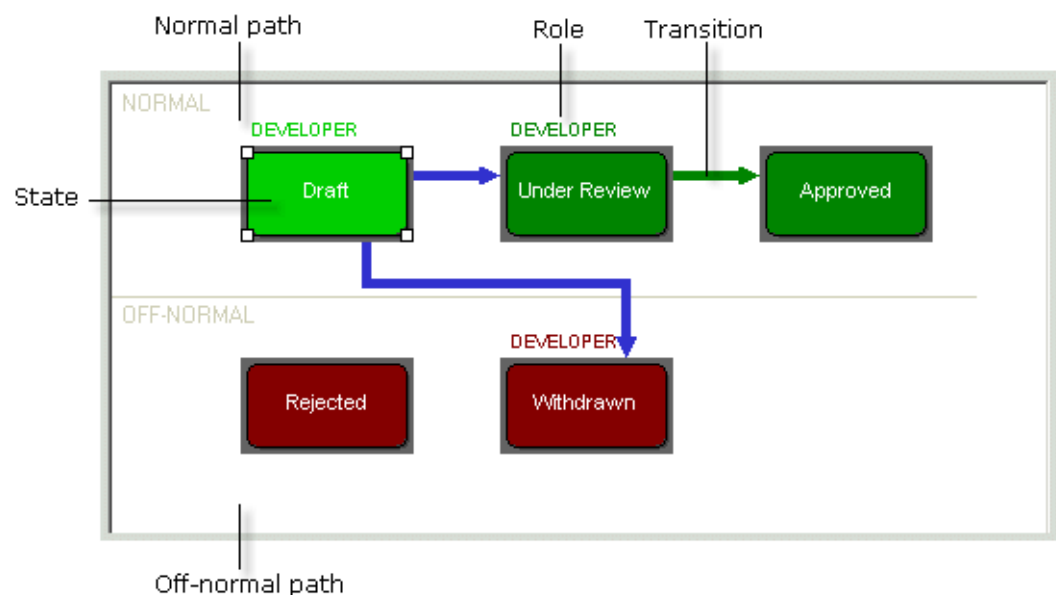 Normal path
Role
Transition
NORMAL
DEVELOPER
DEVELOPER
State
Draft
Under Review
Approved
OFF-NORMAL
DEVELOPER
Rejected
Withdrawn
Off-normal path